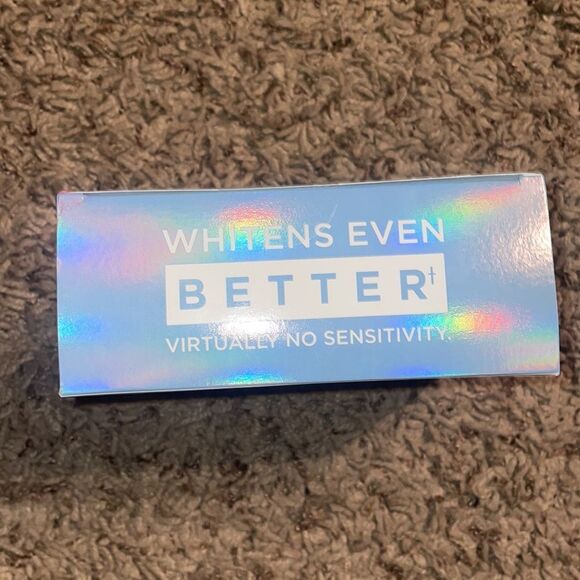 WHITENS EVEN
BETTER†
VIRTUALLY NO SENSITIVITY.